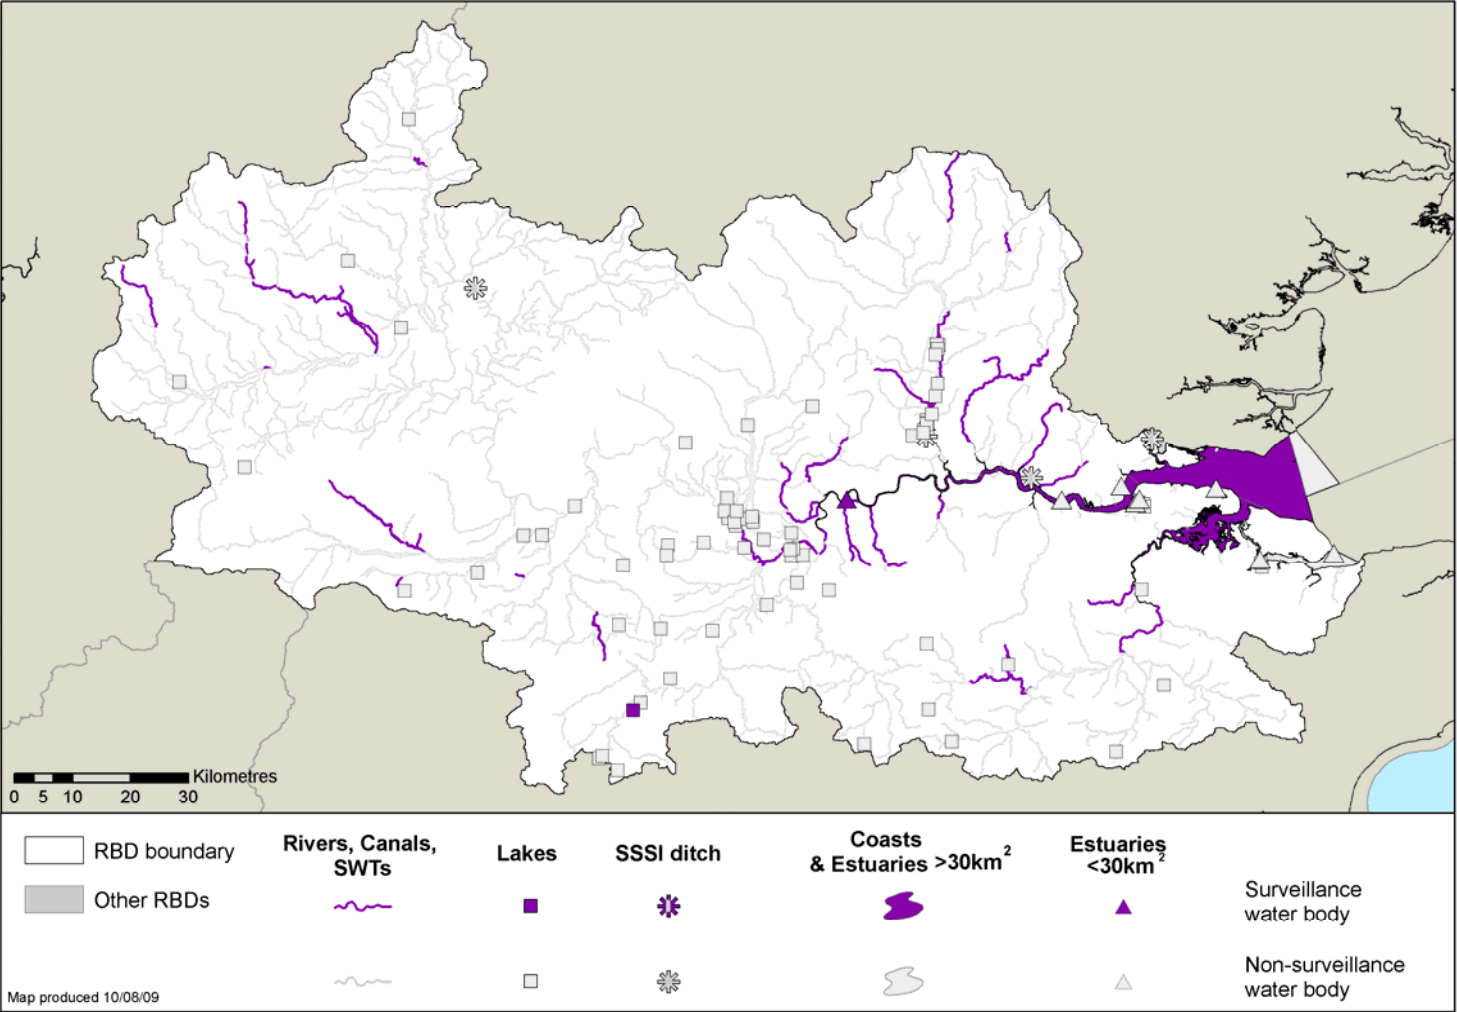 Kilometres
0 5 10 20 30
RBD boundary
Other RBDs
Rivers, Canals,
SWTs
Lakes
SSSI ditch
Coasts
& Estuaries >30km2
Estuaries
<30km2
Surveillance
water body
Non-surveillance
water body
Map produced 10/08/09